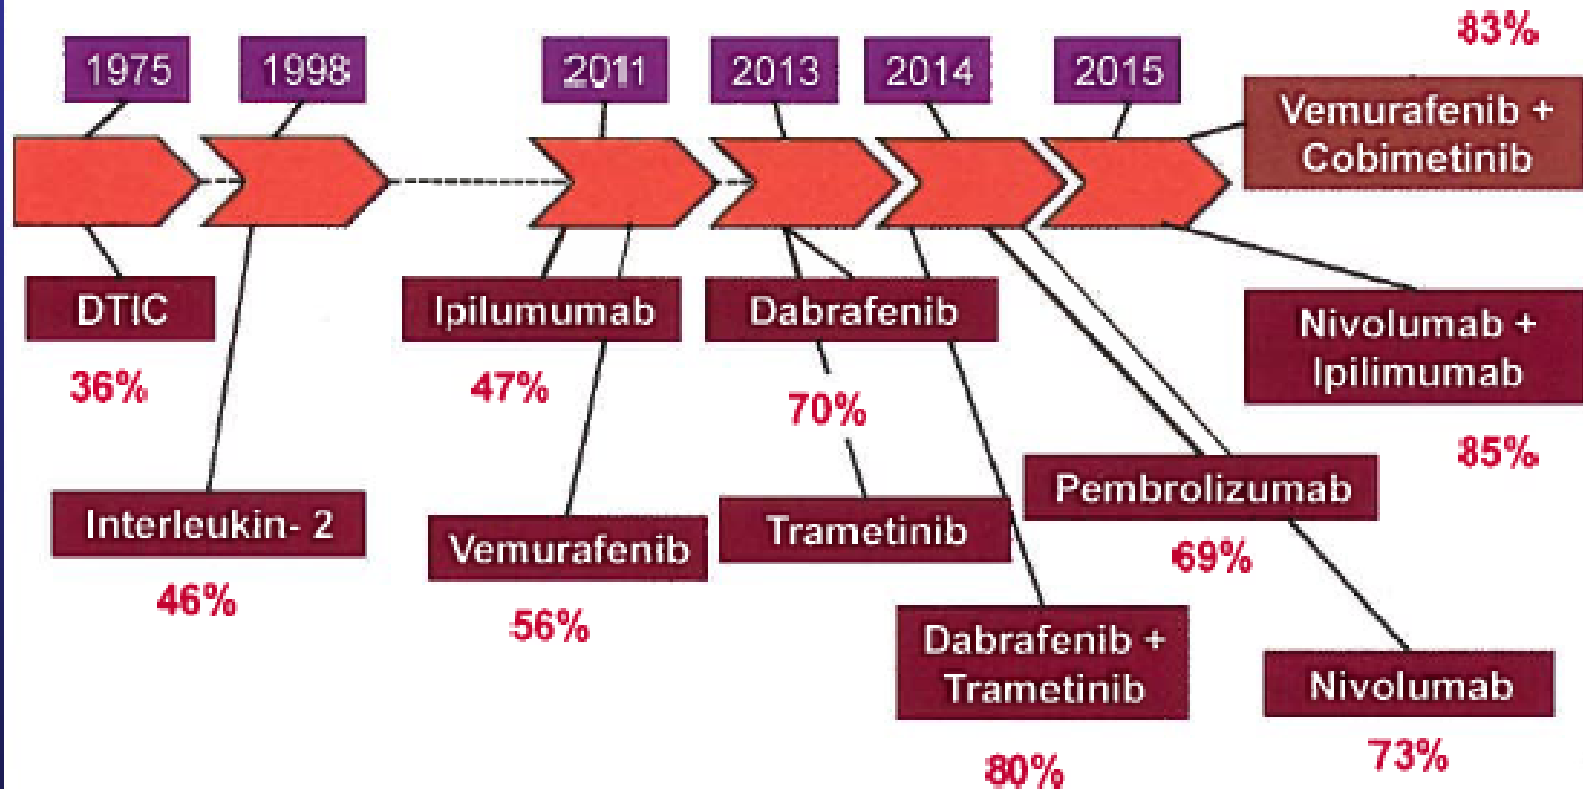 83%
1975
1998
2011
2013
2014
2015
Vemurafenib +
Cobimetinib
DTIC
36%
Ipilumumab
47%
Dabrafenib
70%
Nivolumab +
Ipilimumab
85%
Interleukin- 2
46%
Vemurafenib
56%
Trametinib
Pembrolizumab
69%
Dabrafenib +
Trametinib
80%
Nivolumab
73%